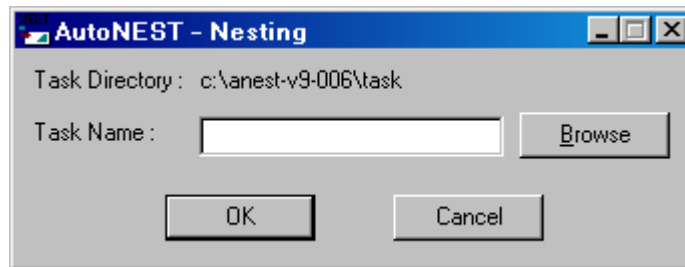 AutoNEST - Nesting
Task Directory : c:\anest-v9-006\task
Task Name :
Browse
OK Cancel